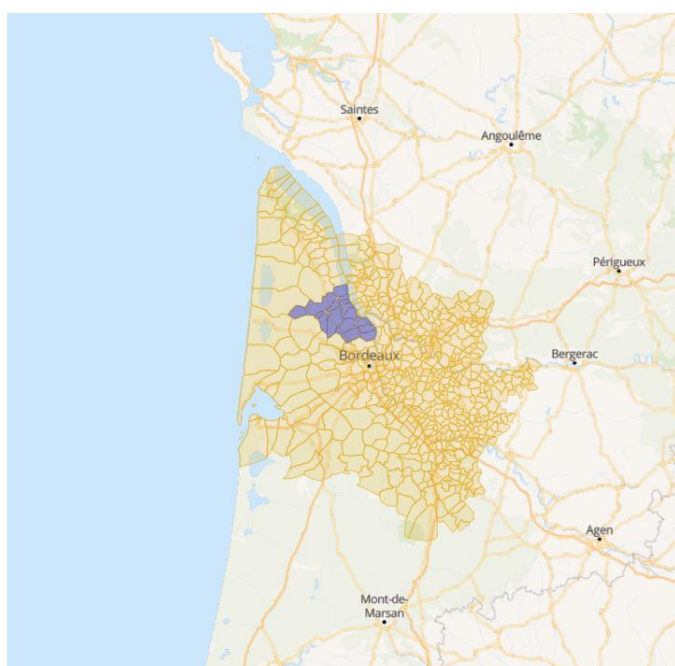 Saintes
Angoulême
Périgueux
Bordeaux
Bergerac
Agen
Mont-de-
Marsan